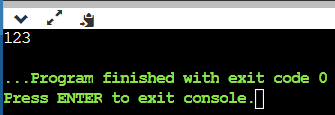 123
...Program finished with exit code 0
Press ENTER to exit console.